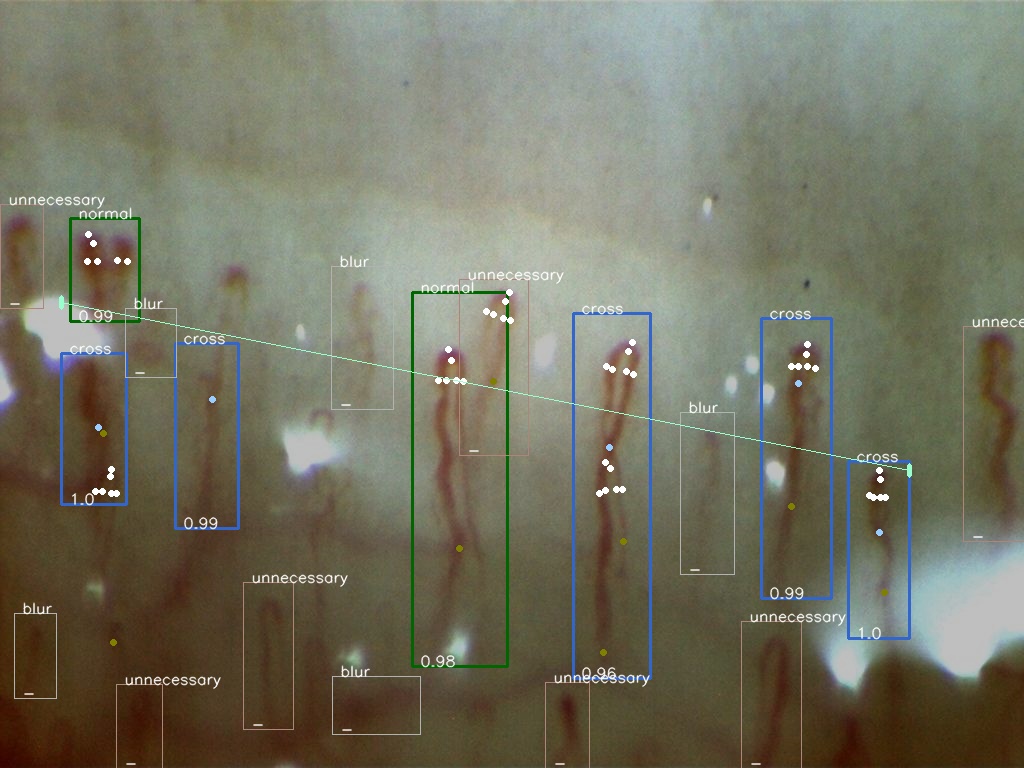 unnecessary
normal
0.99
blur
unnecessary
normal
blur
cross
cross
cross
cross
1.0
0.99
blur
cross
0.98
0.96
0.99
1.0
unnece
unnecessary
blur
unnecessary
blur
unnecessary
unnecessary